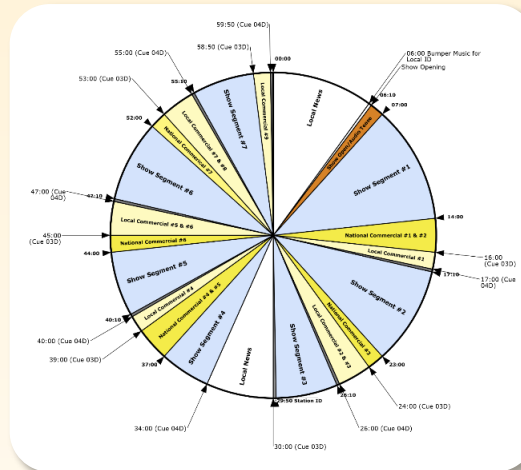 59:50 (Cue 04D)
58:50 (Cue 03D)
00:00
06:00 Bumper Music for
Local ID
Show Opening
06:10
07:00
Local News
Show Open/Audio Tease
Show Segment #1
14:00
National Commercial #1 & #2
16:00
(Cue 03D)
Local Commercial #1
17:00 (Cue
04D)
17:10
Show Segment #2
23:00
National Commercial #3
24:00 (Cue 03D)
Local Commercial #2 & #3
26:00 (Cue 04D)
26:10
Show Segment #3
29:50 Station ID
30:00 (Cue 03D)
Local News
34:00 (Cue 04D)
Show Segment #4
37:00
National Commercial #4 & #5
39:00 (Cue 03D)
Local Commercial #4
40:00 (Cue 04D)
40:10
Show Segment #5
44:00
National Commercial #6
45:00
(Cue 03D)
Local Commercial #5 & #6
47:00 (Cue
04D)
47:10
Show Segment #6
52:00
National Commercial #7
53:00 (Cue 03D)
Local Commercial #7 & #8
55:00 (Cue 04D)
55:10
Show Segment #7
Local Commercial #9